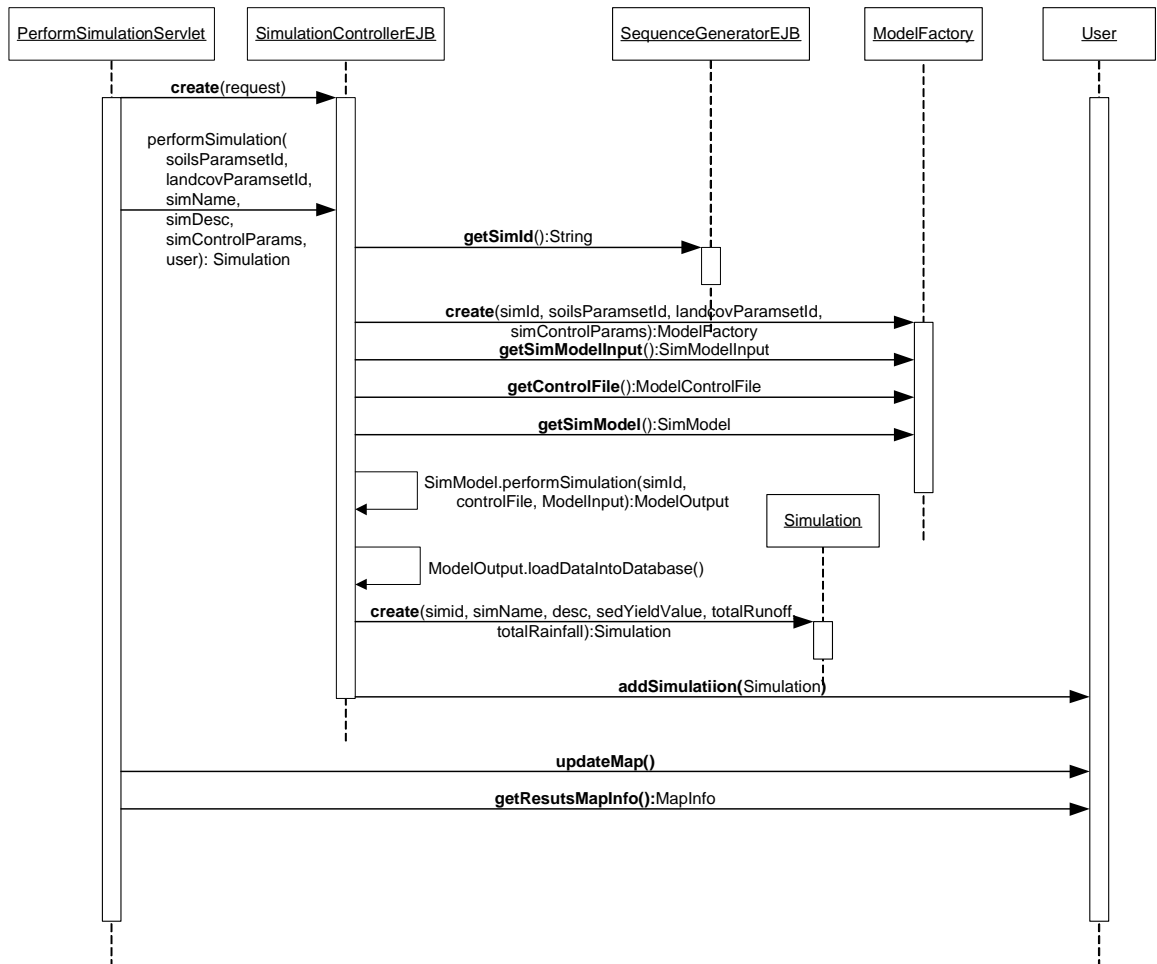 PerformSimulationServlet
SimulationControllerEJB
SequenceGeneratorEJB
ModelFactory
User
create(request)
performSimulation(
soilsParamsetId,
landcovParamsetId,
simName,
simDesc,
simControlParams,
user): Simulation
getSimId():String
create(simId, soilsParamsetId, landcovParamsetId,
simControlParams):ModelFactory
getSimModelInput():SimModelInput
getControlFile():ModelControlFile
getSimModel():SimModel
SimModel.performSimulation(simId,
controlFile, ModelInput):ModelOutput
Simulation
ModelOutput.loadDataIntoDatabase()
create(simid, simName, desc, sedYieldValue, totalRunoff,
totalRainfall):Simulation
addSimulatiion(Simulation)
updateMap()
getResutsMapInfo():MapInfo